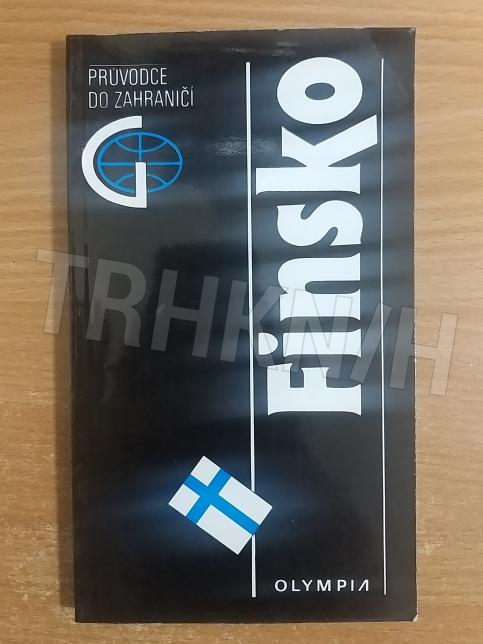 PRŮVODCE
DO ZAHRANIČÍ
Finsko
TRHKNIH
OLYMPIA